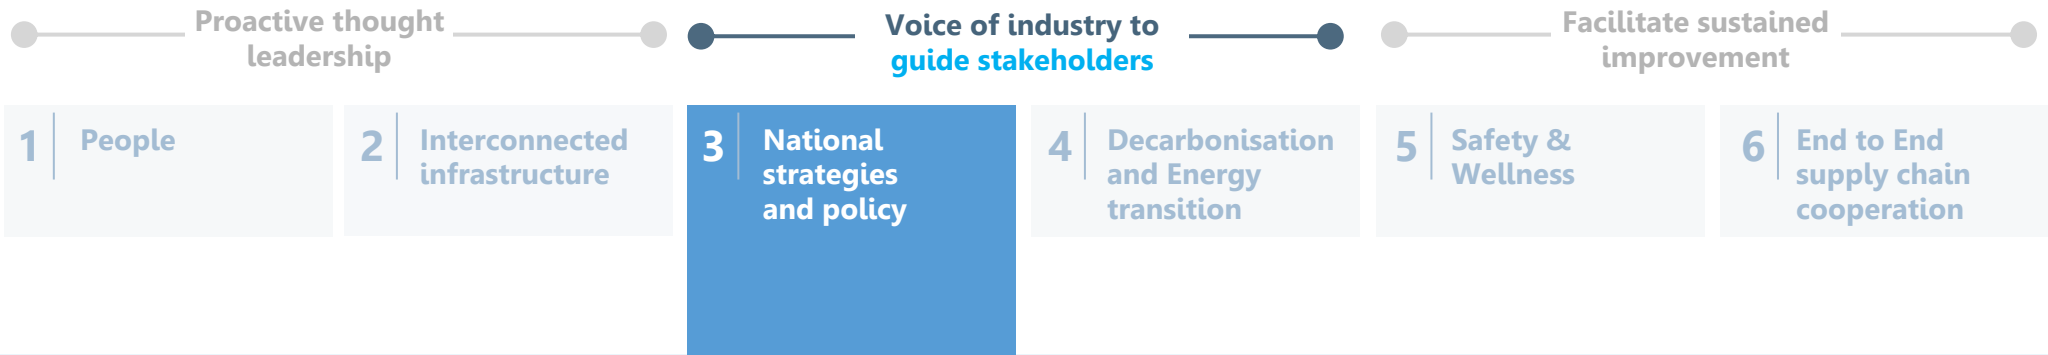 Proactive thought
leadership
Voice of industry to
guide stakeholders
Facilitate sustained
improvement
1
People
2
Interconnected
infrastructure
3
National
strategies
and policy
4
Decarbonisation
and Energy
transition
5
Safety &
Wellness
6
End to End
supply chain
cooperation